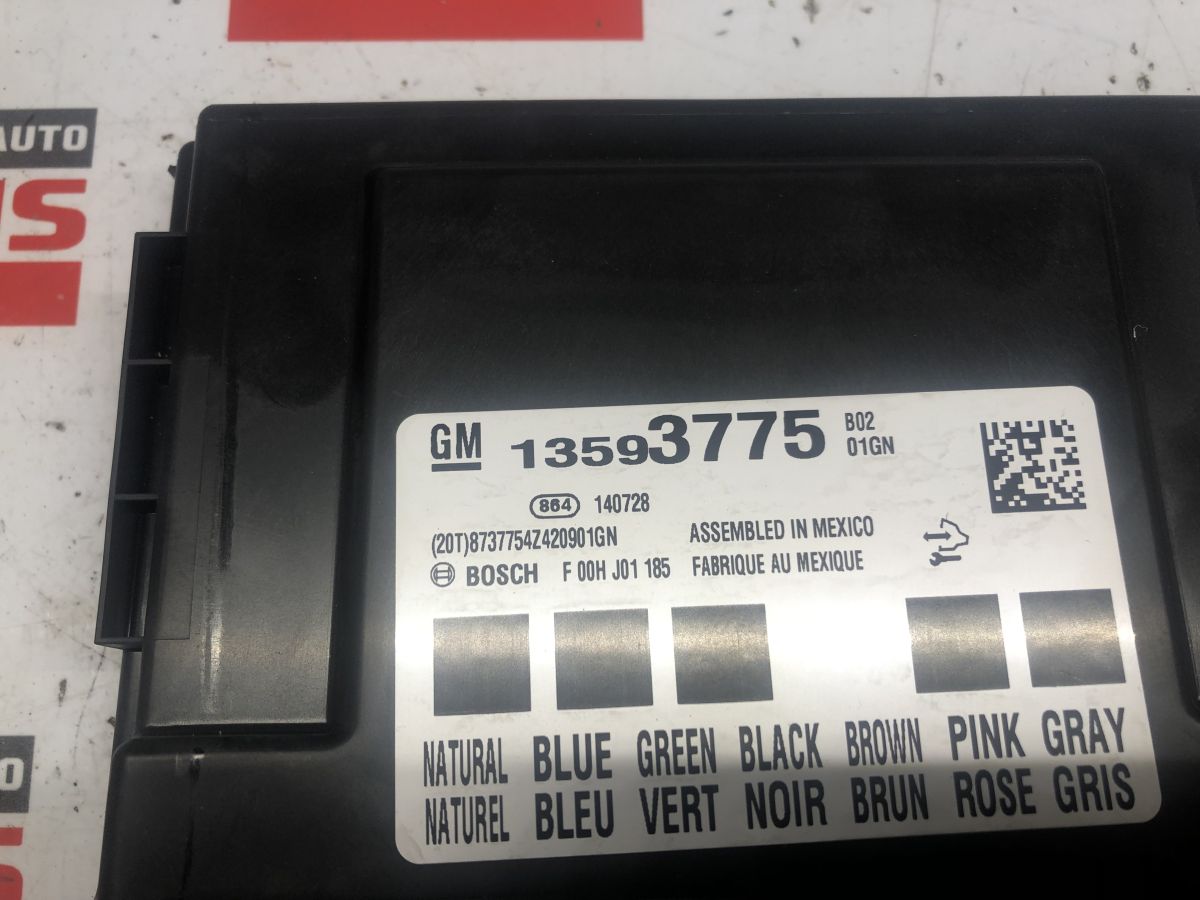 AUTO
GM 13593775 B02
01GN
864 140728
(20T)8737754Z420901GN ASSEMBLED IN MEXICO
BOSCH F 00H J01 185 FABRIQUE AU MEXIQUE
NATURAL BLUE GREEN BLACK BROWN PINK GRAY
NATUREL BLEU VERT NOIR BRUN ROSE GRIS